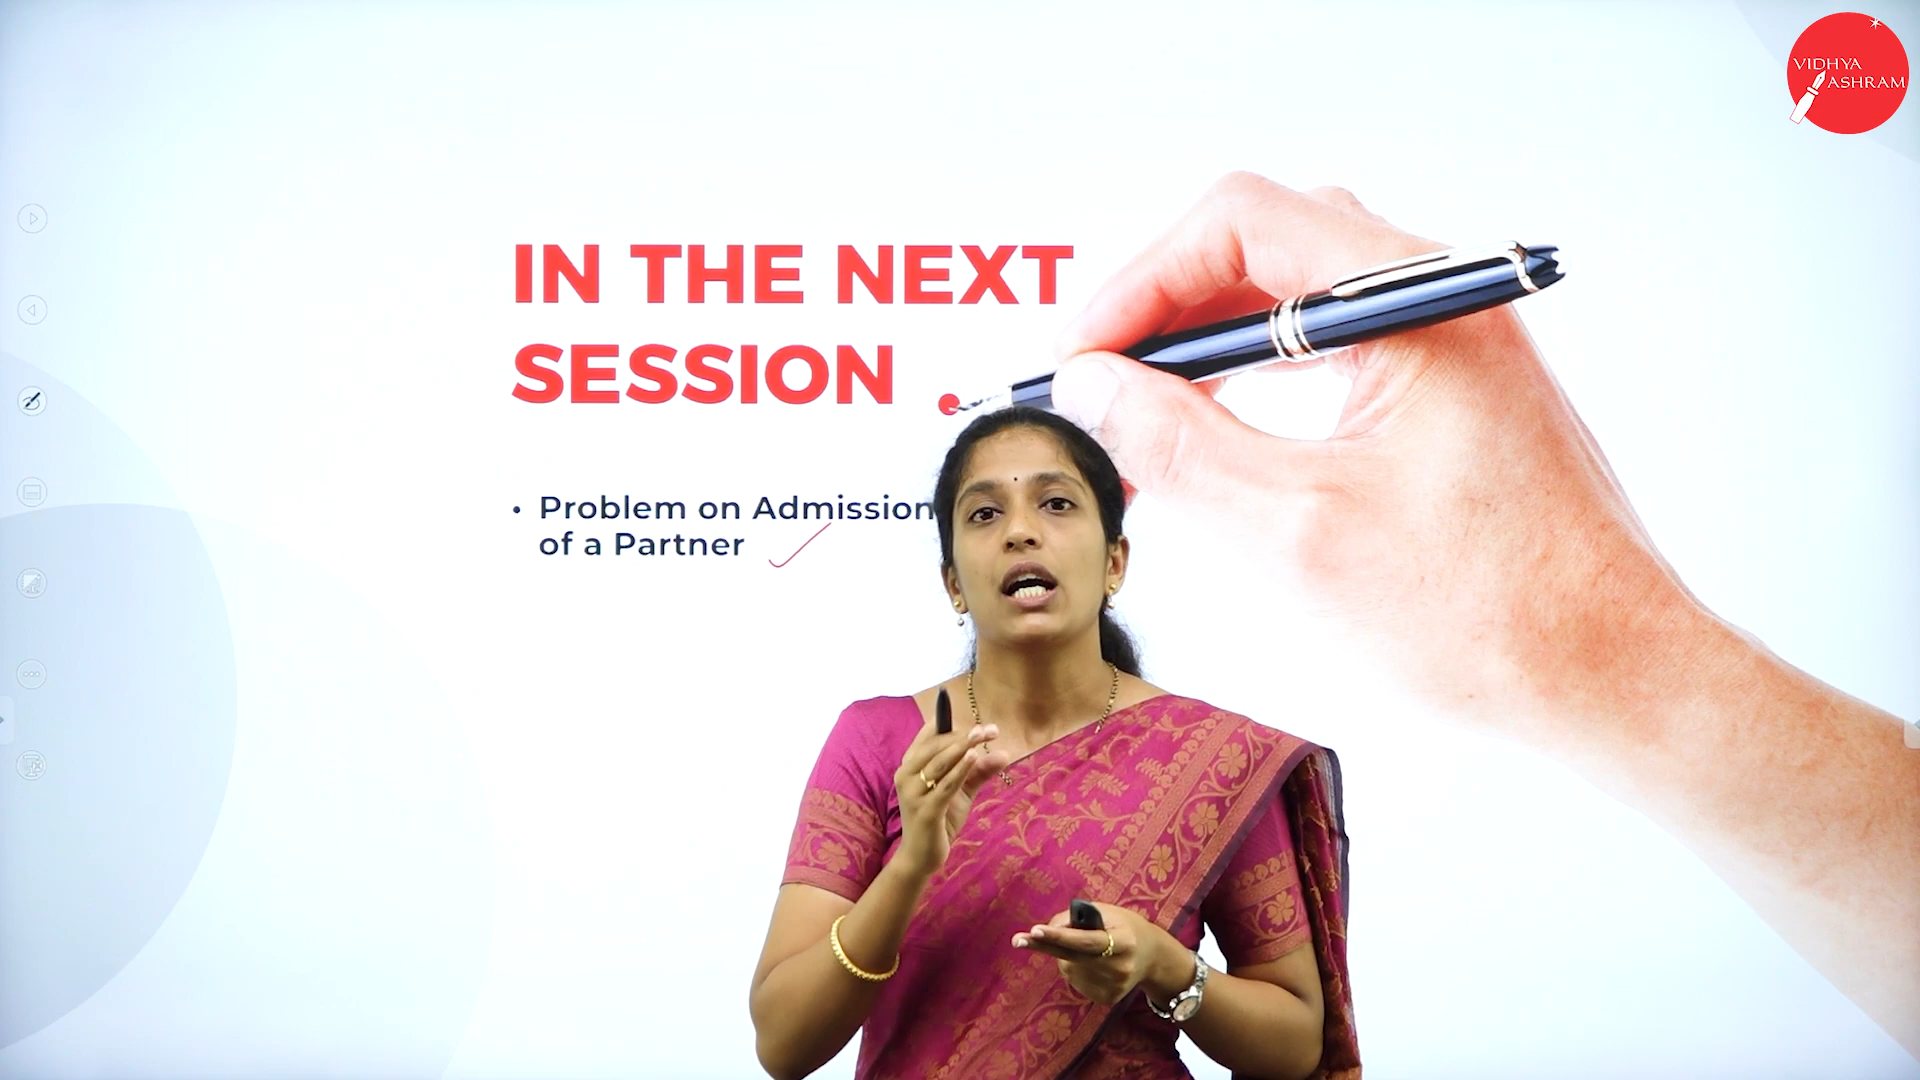 VIDHYA
ASHRAM
IN THE NEXT
SESSION
• Problem on Admission
of a Partner